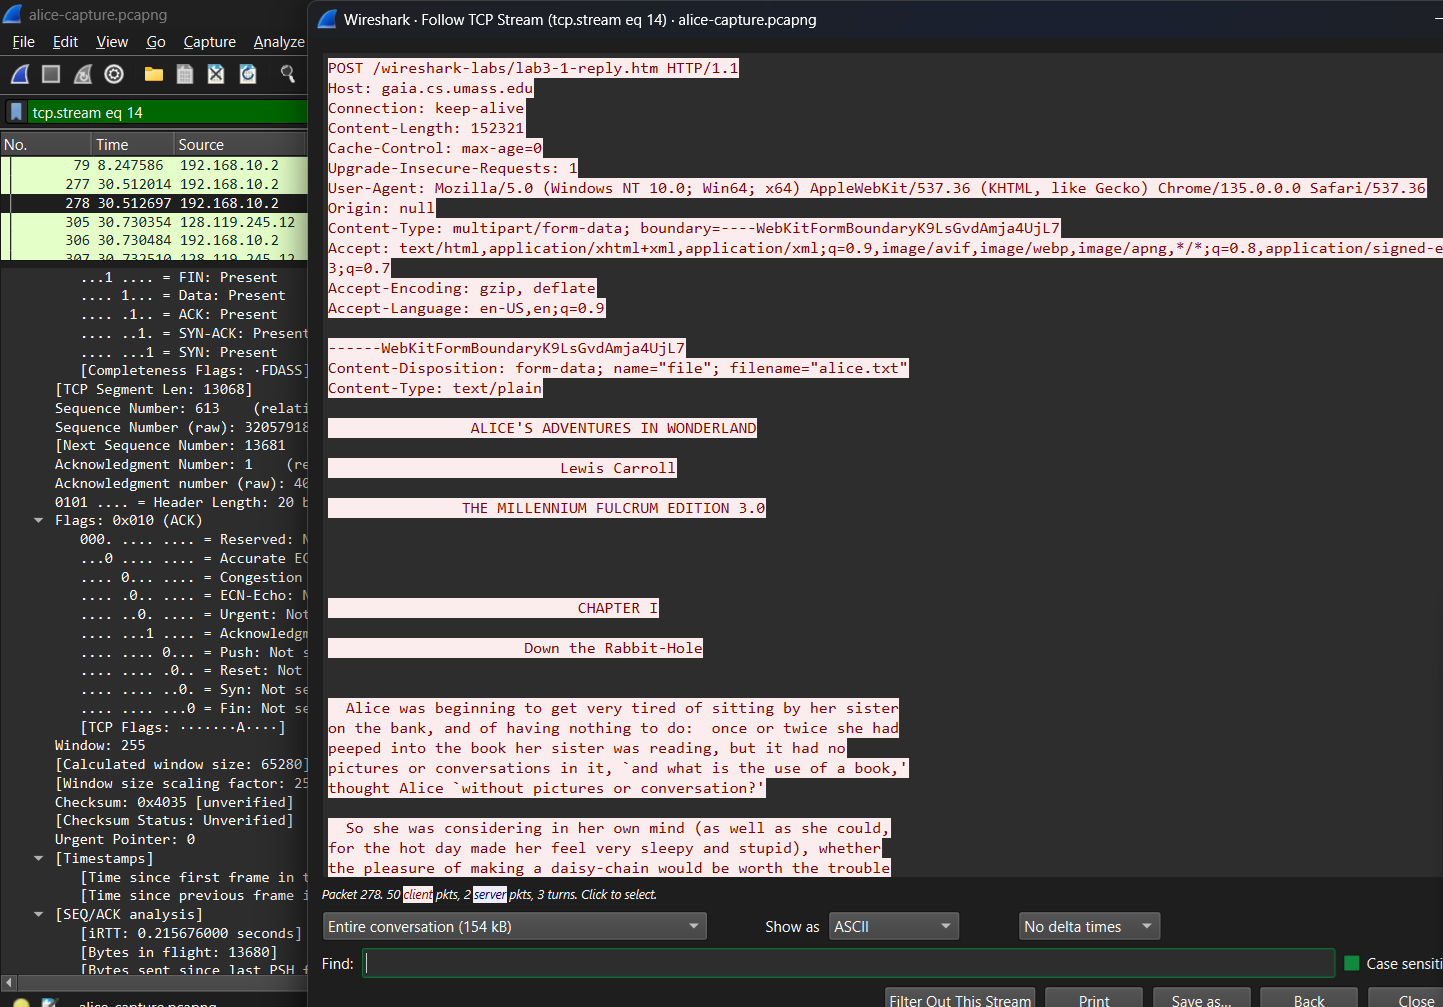 alice-capture.pcapng
File Edit View Go Capture Analyze
tcp.stream eq 14
No. Time Source
79 8.247586 192.168.10.2
277 30.512014 192.168.10.2
278 30.512697 192.168.10.2
305 30.730354 128.119.245.12
306 30.730484 192.168.10.2
307 30.732510 128.119.245.12
...1 .... = FIN: Present
.... 1... = Data: Present
.... .1.. = ACK: Present
.... ..1. = SYN-ACK: Present
.... ...1 = SYN: Present
[Completeness Flags: ·FDASS]
[TCP Segment Len: 13068]
Sequence Number: 613 (relati
Sequence Number (raw): 32057918
[Next Sequence Number: 13681
Acknowledgment Number: 1 (re
Acknowledgment number (raw): 40
0101 .... = Header Length: 20 b
Flags: 0x010 (ACK)
000. .... .... = Reserved: N
...0 .... .... = Accurate EC
.... 0... .... = Congestion
.... .0.. .... = ECN-Echo: N
.... ..0. .... = Urgent: Not
.... ...1 .... = Acknowledgm
.... .... 0... = Push: Not s
.... .... .0.. = Reset: Not
.... .... ..0. = Syn: Not se
.... .... ...0 = Fin: Not se
[TCP Flags: ·······A····]
Window: 255
[Calculated window size: 65280]
[Window size scaling factor: 25
Checksum: 0x4035 [unverified]
[Checksum Status: Unverified]
Urgent Pointer: 0
[Timestamps]
[Time since first frame in t
[Time since previous frame i
[SEQ/ACK analysis]
[iRTT: 0.215676000 seconds]
[Bytes in flight: 13680]
[Bytes sent since last PSH f
alice-capture.pcapng
Wireshark · Follow TCP Stream (tcp.stream eq 14) · alice-capture.pcapng
POST /wireshark-labs/lab3-1-reply.htm HTTP/1.1
Host: gaia.cs.umass.edu
Connection: keep-alive
Content-Length: 152321
Cache-Control: max-age=0
Upgrade-Insecure-Requests: 1
User-Agent: Mozilla/5.0 (Windows NT 10.0; Win64; x64) AppleWebKit/537.36 (KHTML, like Gecko) Chrome/135.0.0.0 Safari/537.36
Origin: null
Content-Type: multipart/form-data; boundary=----WebKitFormBoundaryK9LsGvdAmja4UjL7
Accept: text/html,application/xhtml+xml,application/xml;q=0.9,image/avif,image/webp,image/apng,*/*;q=0.8,application/signed-e
3;q=0.7
Accept-Encoding: gzip, deflate
Accept-Language: en-US,en;q=0.9
------WebKitFormBoundaryK9LsGvdAmja4UjL7
Content-Disposition: form-data; name="file"; filename="alice.txt"
Content-Type: text/plain
ALICE'S ADVENTURES IN WONDERLAND
Lewis Carroll
THE MILLENNIUM FULCRUM EDITION 3.0
CHAPTER I
Down the Rabbit-Hole
Alice was beginning to get very tired of sitting by her sister
on the bank, and of having nothing to do:  once or twice she had
peeped into the book her sister was reading, but it had no
pictures or conversations in it, `and what is the use of a book,'
thought Alice `without pictures or conversation?'
So she was considering in her own mind (as well as she could,
for the hot day made her feel very sleepy and stupid), whether
the pleasure of making a daisy-chain would be worth the trouble
Packet 278. 50 client pkts, 2 server pkts, 3 turns. Click to select.
Entire conversation (154 kB) Show as ASCII No delta times
Find: Case sensiti
Filter Out This Stream Print Save as... Back Close